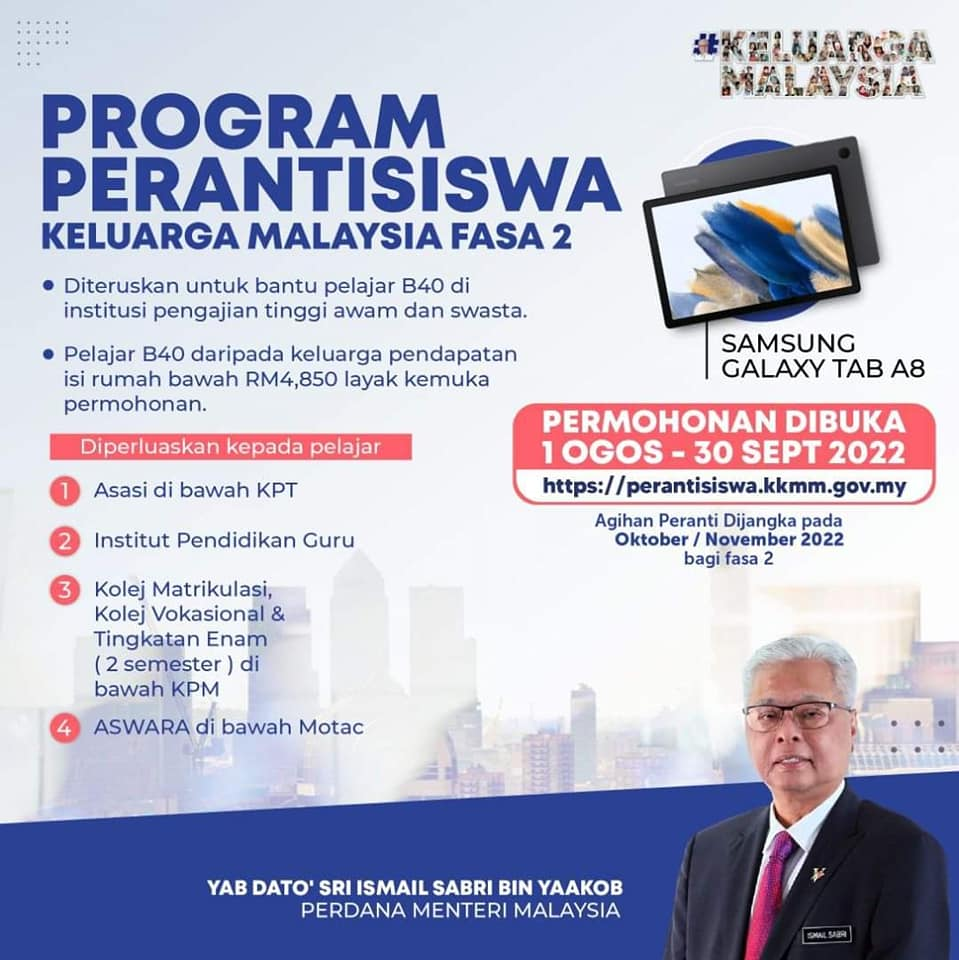 #KELUARGA
MALAYSIA
PROGRAM
PERANTISISWA
KELUARGA MALAYSIA FASA 2
• Diteruskan untuk bantu pelajar B40 di
institusi pengajian tinggi awam dan swasta.
• Pelajar B40 daripada keluarga pendapatan
isi rumah bawah RM4,850 layak kemuka
permohonan.
Diperluaskan kepada pelajar
1 Asasi di bawah KPT
2 Institut Pendidikan Guru
3 Kolej Matrikulasi,
Kolej Vokasional &
Tingkatan Enam
( 2 semester ) di
bawah KPM
4 ASWARA di bawah Motac
SAMSUNG
GALAXY TAB A8
PERMOHONAN DIBUKA
1 OGOS - 30 SEPT 2022
https://perantisiswa.kkmm.gov.my
Agihan Peranti Dijangka pada
Oktober / November 2022
bagi fasa 2
YAB DATO' SRI ISMAIL SABRI BIN YAAKOB
PERDANA MENTERI MALAYSIA
ISMAIL SABRI